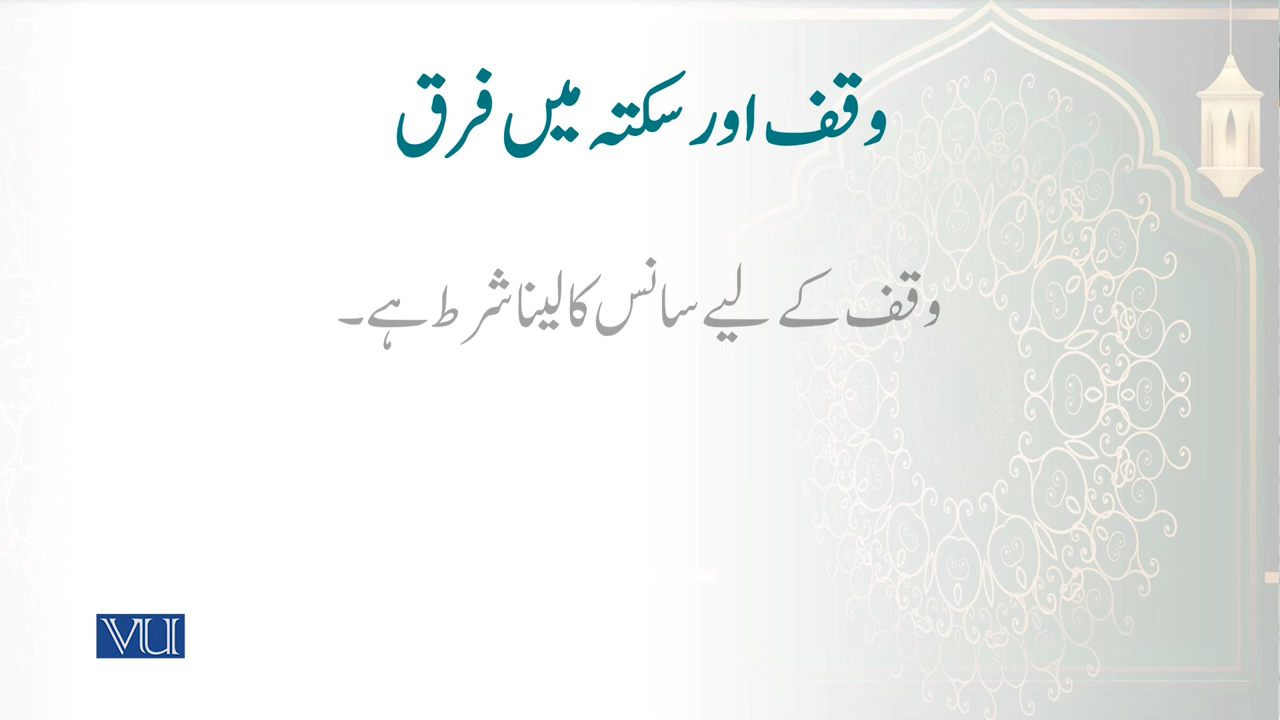 وقف اور سکتہ میں فرق
وقف کے لیے سانس کا لینا شرط ہے۔
VU